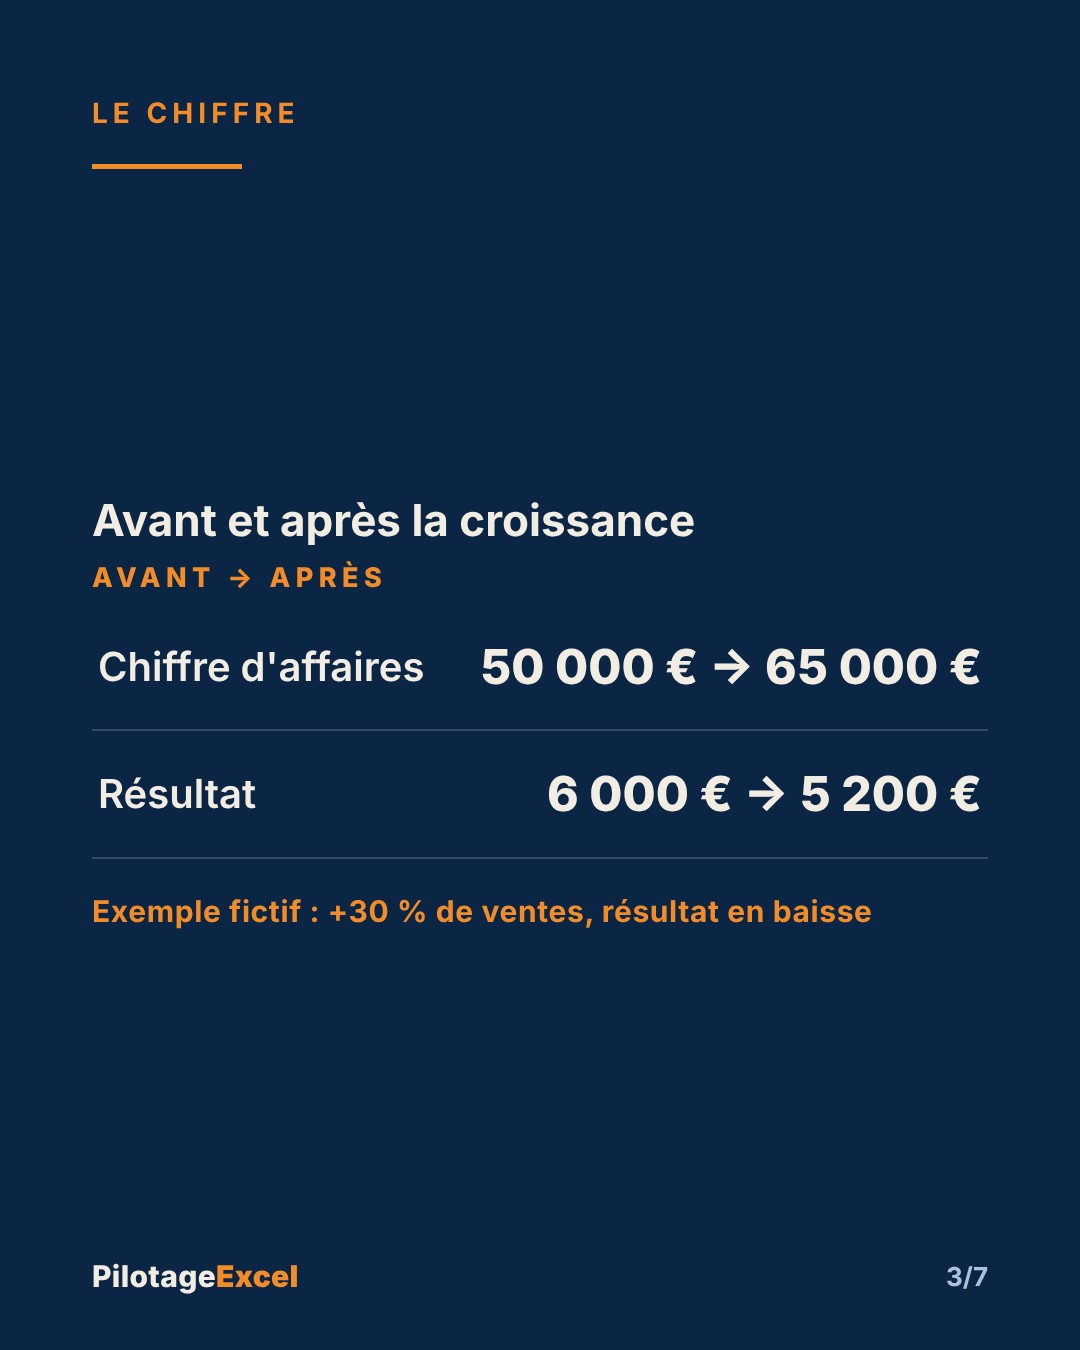 LE CHIFFRE
Avant et après la croissance
AVANT → APRÈS
Chiffre d'affaires 50 000 € → 65 000 €
Résultat 6 000 € → 5 200 €
Exemple fictif : +30 % de ventes, résultat en baisse
PilotageExcel 3/7